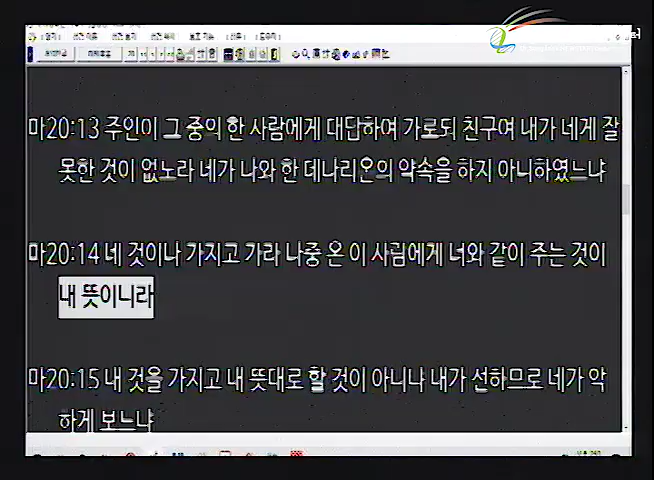 마20:13 주인이 그 중의 한 사람에게 대답하여 가로되 친구여 내가 네게 잘
못한 것이 없노라 네가 나와 한 데나리온의 약속을 하지 아니하였느냐
마20:14 네 것이나 가지고 가라 나중 온 이 사람에게 너와 같이 주는 것이
내 뜻이니라
마20:15 내 것을 가지고 내 뜻대로 할 것이 아니냐 내가 선하므로 네가 악
하게 보느냐